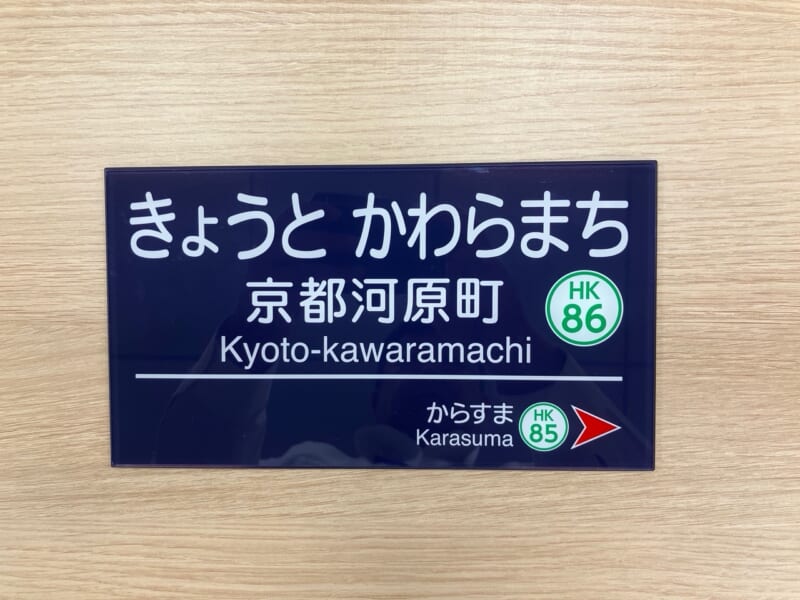 きょうと かわらまち
京都河原町
HK
86
Kyoto-kawaramachi
からすま
Karasuma
HK
85